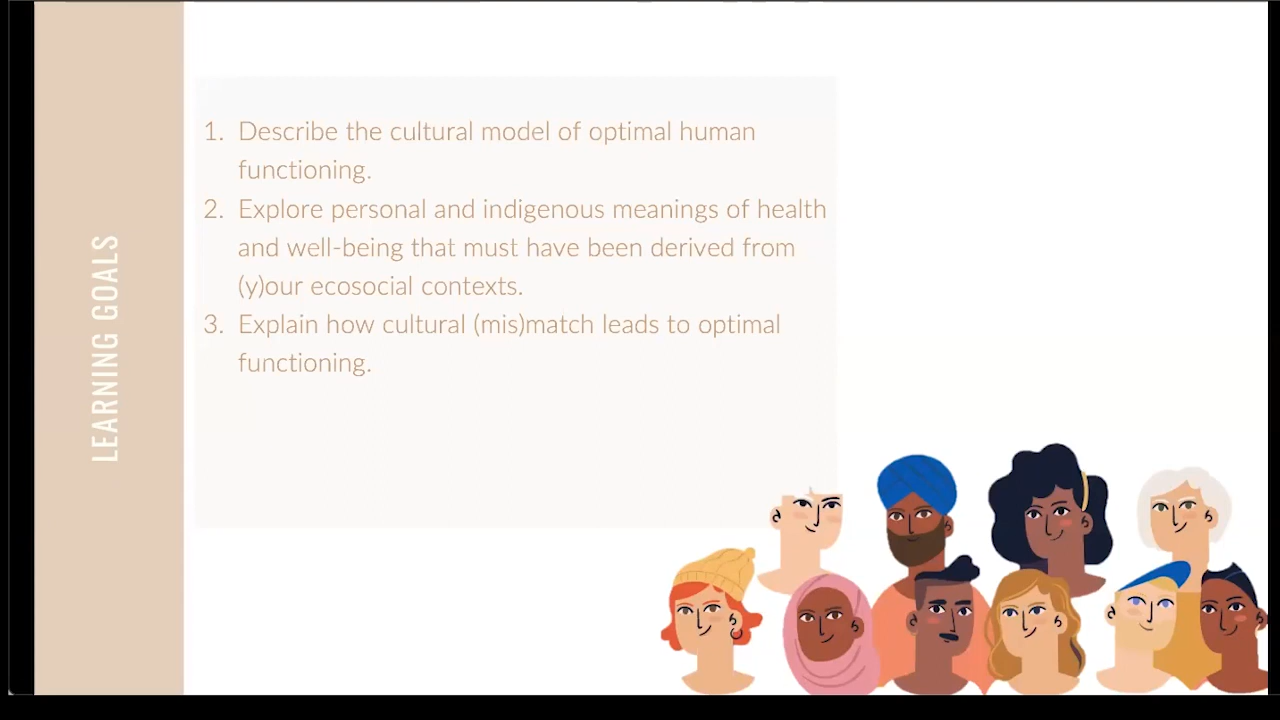 LEARNING GOALS
1. Describe the cultural model of optimal human
functioning.
2. Explore personal and indigenous meanings of health
and well-being that must have been derived from
(y)our ecosocial contexts.
3. Explain how cultural (mis)match leads to optimal
functioning.